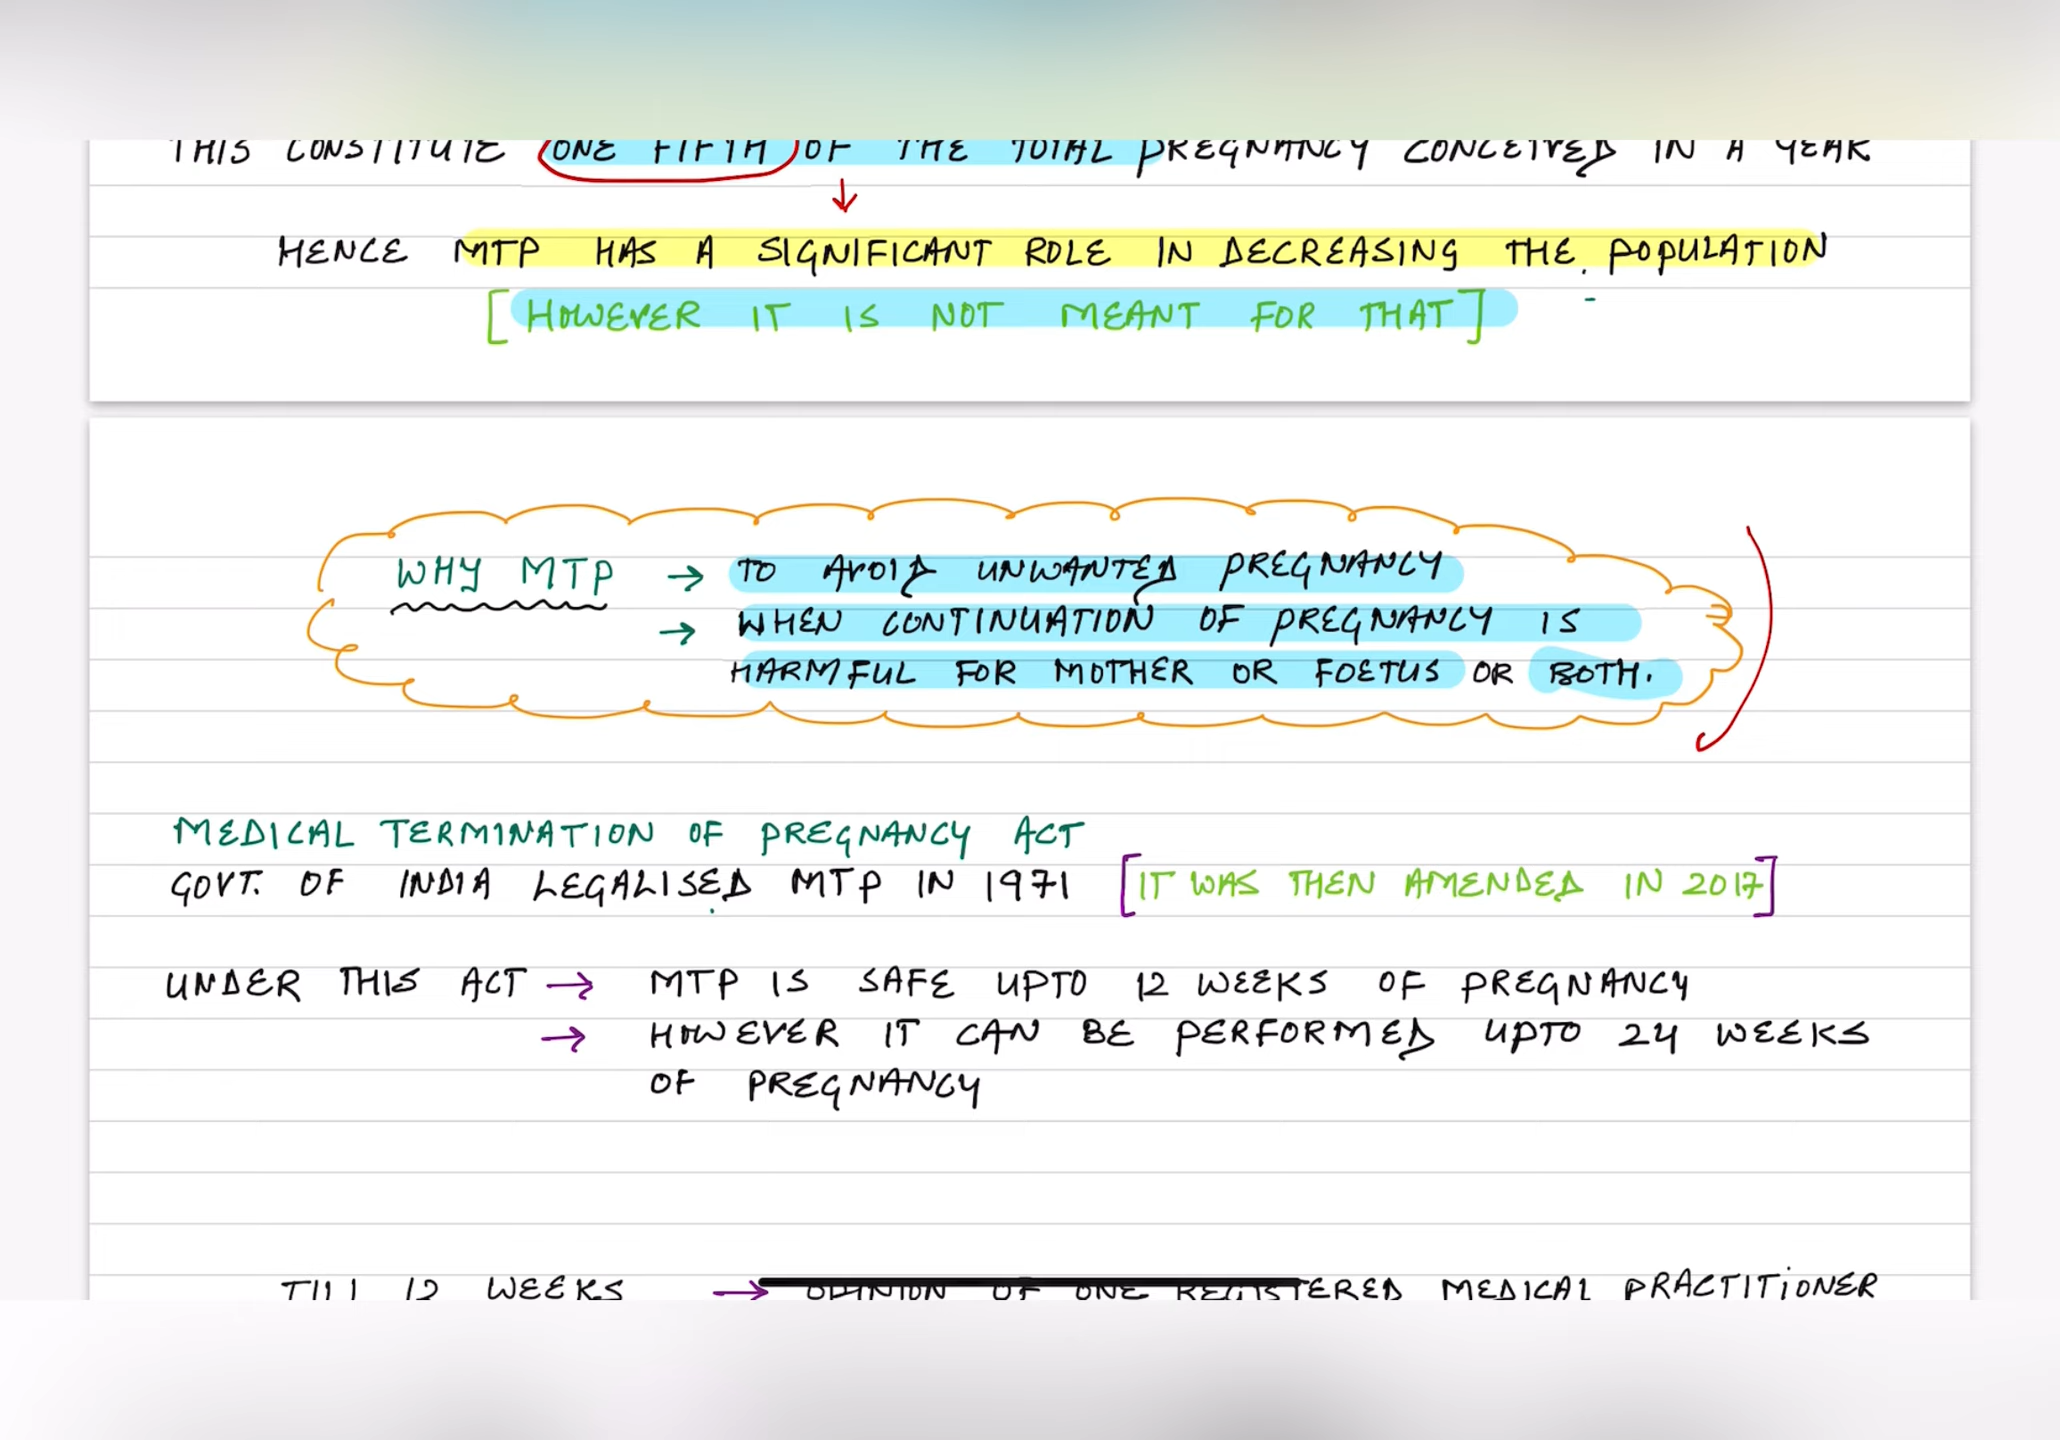 THIS CONSTITUTE ONE FIFTH OF THE TOTAL PREGNANCY CONCEIVED IN A YEAR
HENCE MTP HAS A SIGNIFICANT ROLE IN DECREASING THE POPULATION
[HOWEVER IT IS NOT MEANT FOR THAT]
WHY MTP → TO AVOID UNWANTED PREGNANCY
→ WHEN CONTINUATION OF PREGNANCY IS
HARMFUL FOR MOTHER OR FOETUS OR BOTH.
MEDICAL TERMINATION OF PREGNANCY ACT
GOVT. OF INDIA LEGALISED MTP IN 1971 [IT WAS THEN AMENDED IN 2017]
UNDER THIS ACT → MTP IS SAFE UPTO 12 WEEKS OF PREGNANCY
→ HOWEVER IT CAN BE PERFORMED UPTO 24 WEEKS
OF PREGNANCY
TILL 12 WEEKS → OPINION OF ONE REGISTERED MEDICAL PRACTITIONER